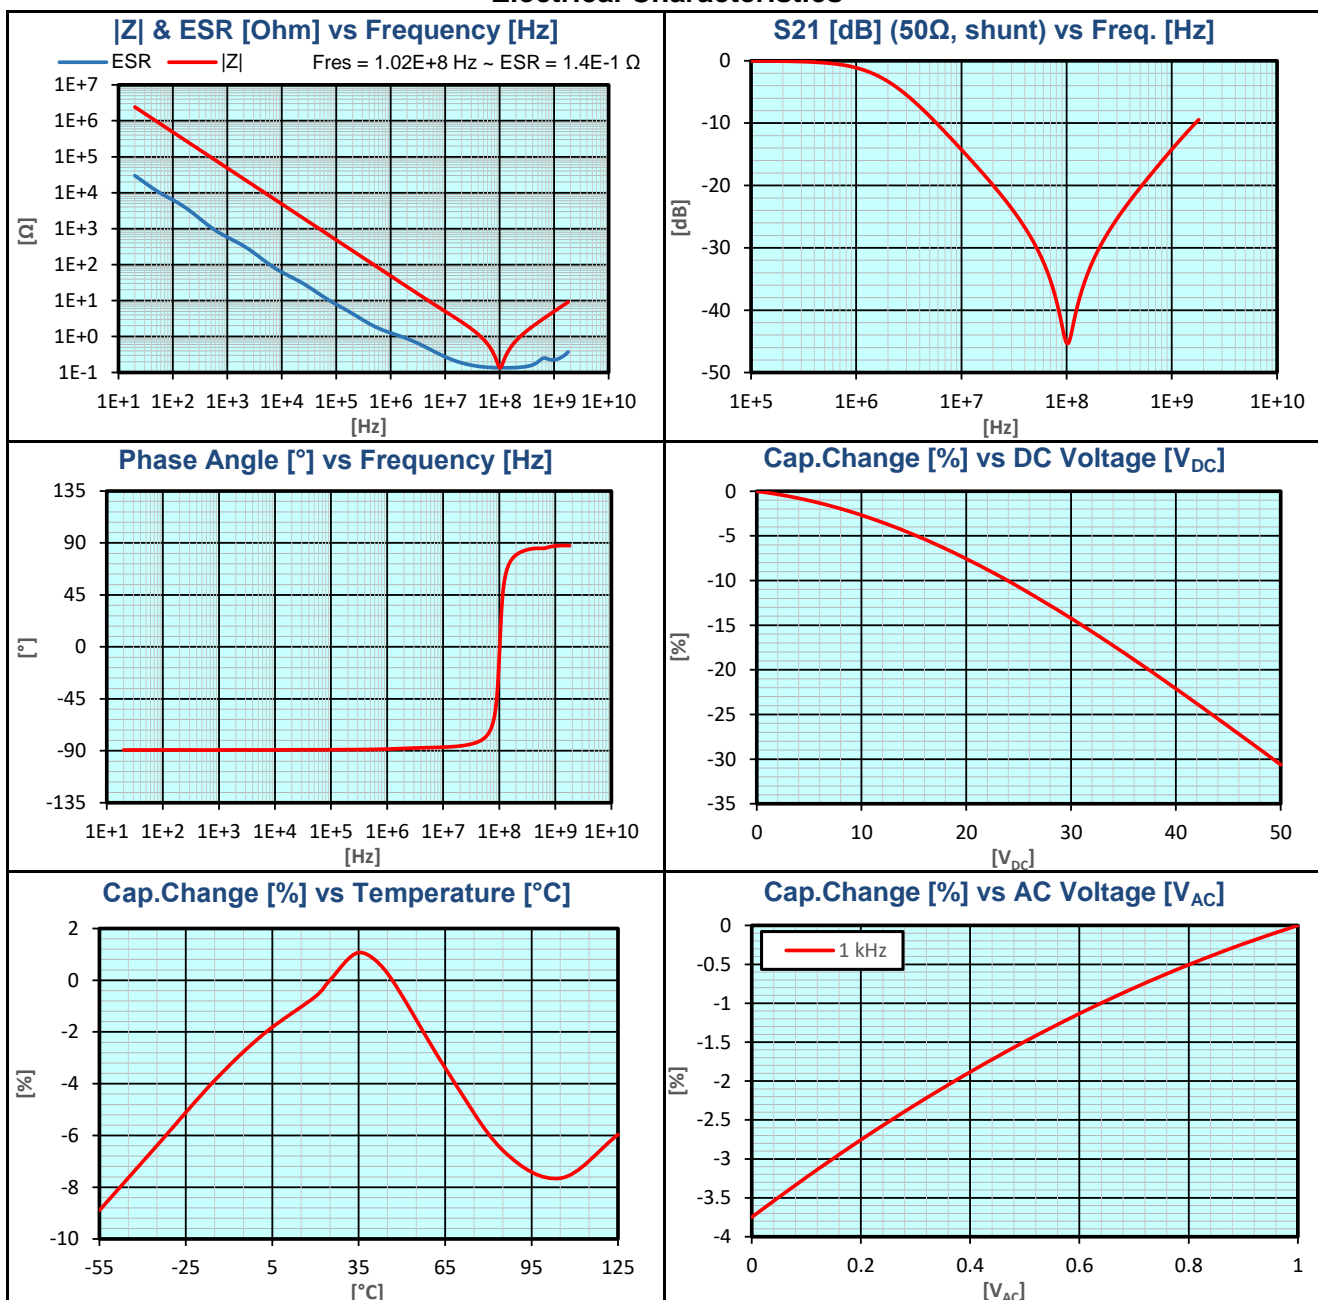 Electrical Characteristics
|Z| & ESR [Ohm] vs Frequency [Hz]
ESR |Z| Fres = 1.02E+8 Hz ~ ESR = 1.4E-1 Ω
1E+7
1E+6
1E+5
1E+4
1E+3
1E+2
1E+1
1E+0
1E-1
[Ω]
1E+1 1E+2 1E+3 1E+4 1E+5 1E+6 1E+7 1E+8 1E+9 1E+10
[Hz]
S21 [dB] (50Ω, shunt) vs Freq. [Hz]
0
-10
-20
-30
-40
-50
[dB]
1E+5 1E+6 1E+7 1E+8 1E+9 1E+10
[Hz]
Phase Angle [°] vs Frequency [Hz]
135
90
45
0
-45
-90
-135
[°]
1E+1 1E+2 1E+3 1E+4 1E+5 1E+6 1E+7 1E+8 1E+9 1E+10
[Hz]
Cap.Change [%] vs DC Voltage [VDC]
0
-5
-10
-15
-20
-25
-30
-35
[%]
0 10 20 30 40 50
[VDC]
Cap.Change [%] vs Temperature [°C]
2
0
-2
-4
-6
-8
-10
[%]
-55 -25 5 35 65 95 125
[°C]
Cap.Change [%] vs AC Voltage [VAC]
1 kHz
0
-0.5
-1
-1.5
-2
-2.5
-3
-3.5
-4
[%]
0 0.2 0.4 0.6 0.8 1
[VAC]